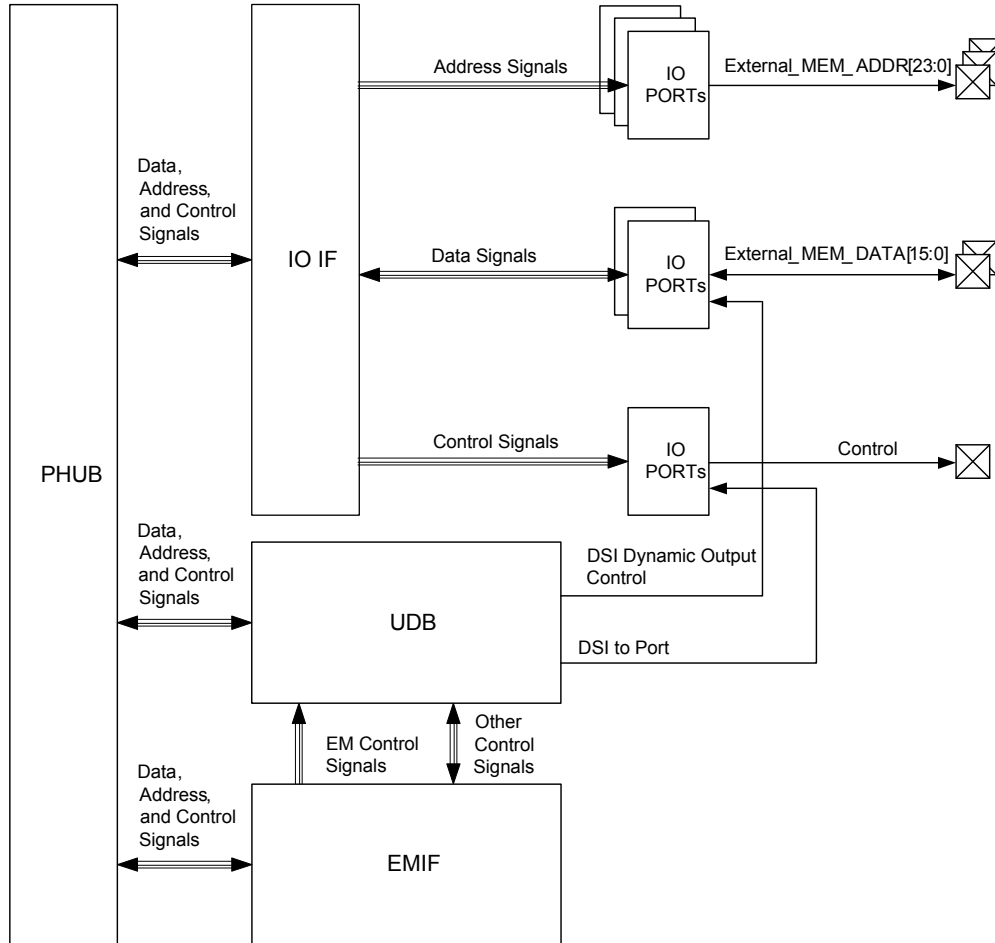 Address Signals
IO
PORTs
External_MEM_ADDR[23:0]
Data,
Address,
and Control
Signals
IO IF
Data Signals
IO
PORTs
External_MEM_DATA[15:0]
Control Signals
IO
PORTs
Control
PHUB
Data,
Address,
and Control
Signals
UDB
DSI Dynamic Output
Control
DSI to Port
EM Control
Signals
Other
Control
Signals
Data,
Address,
and Control
Signals
EMIF